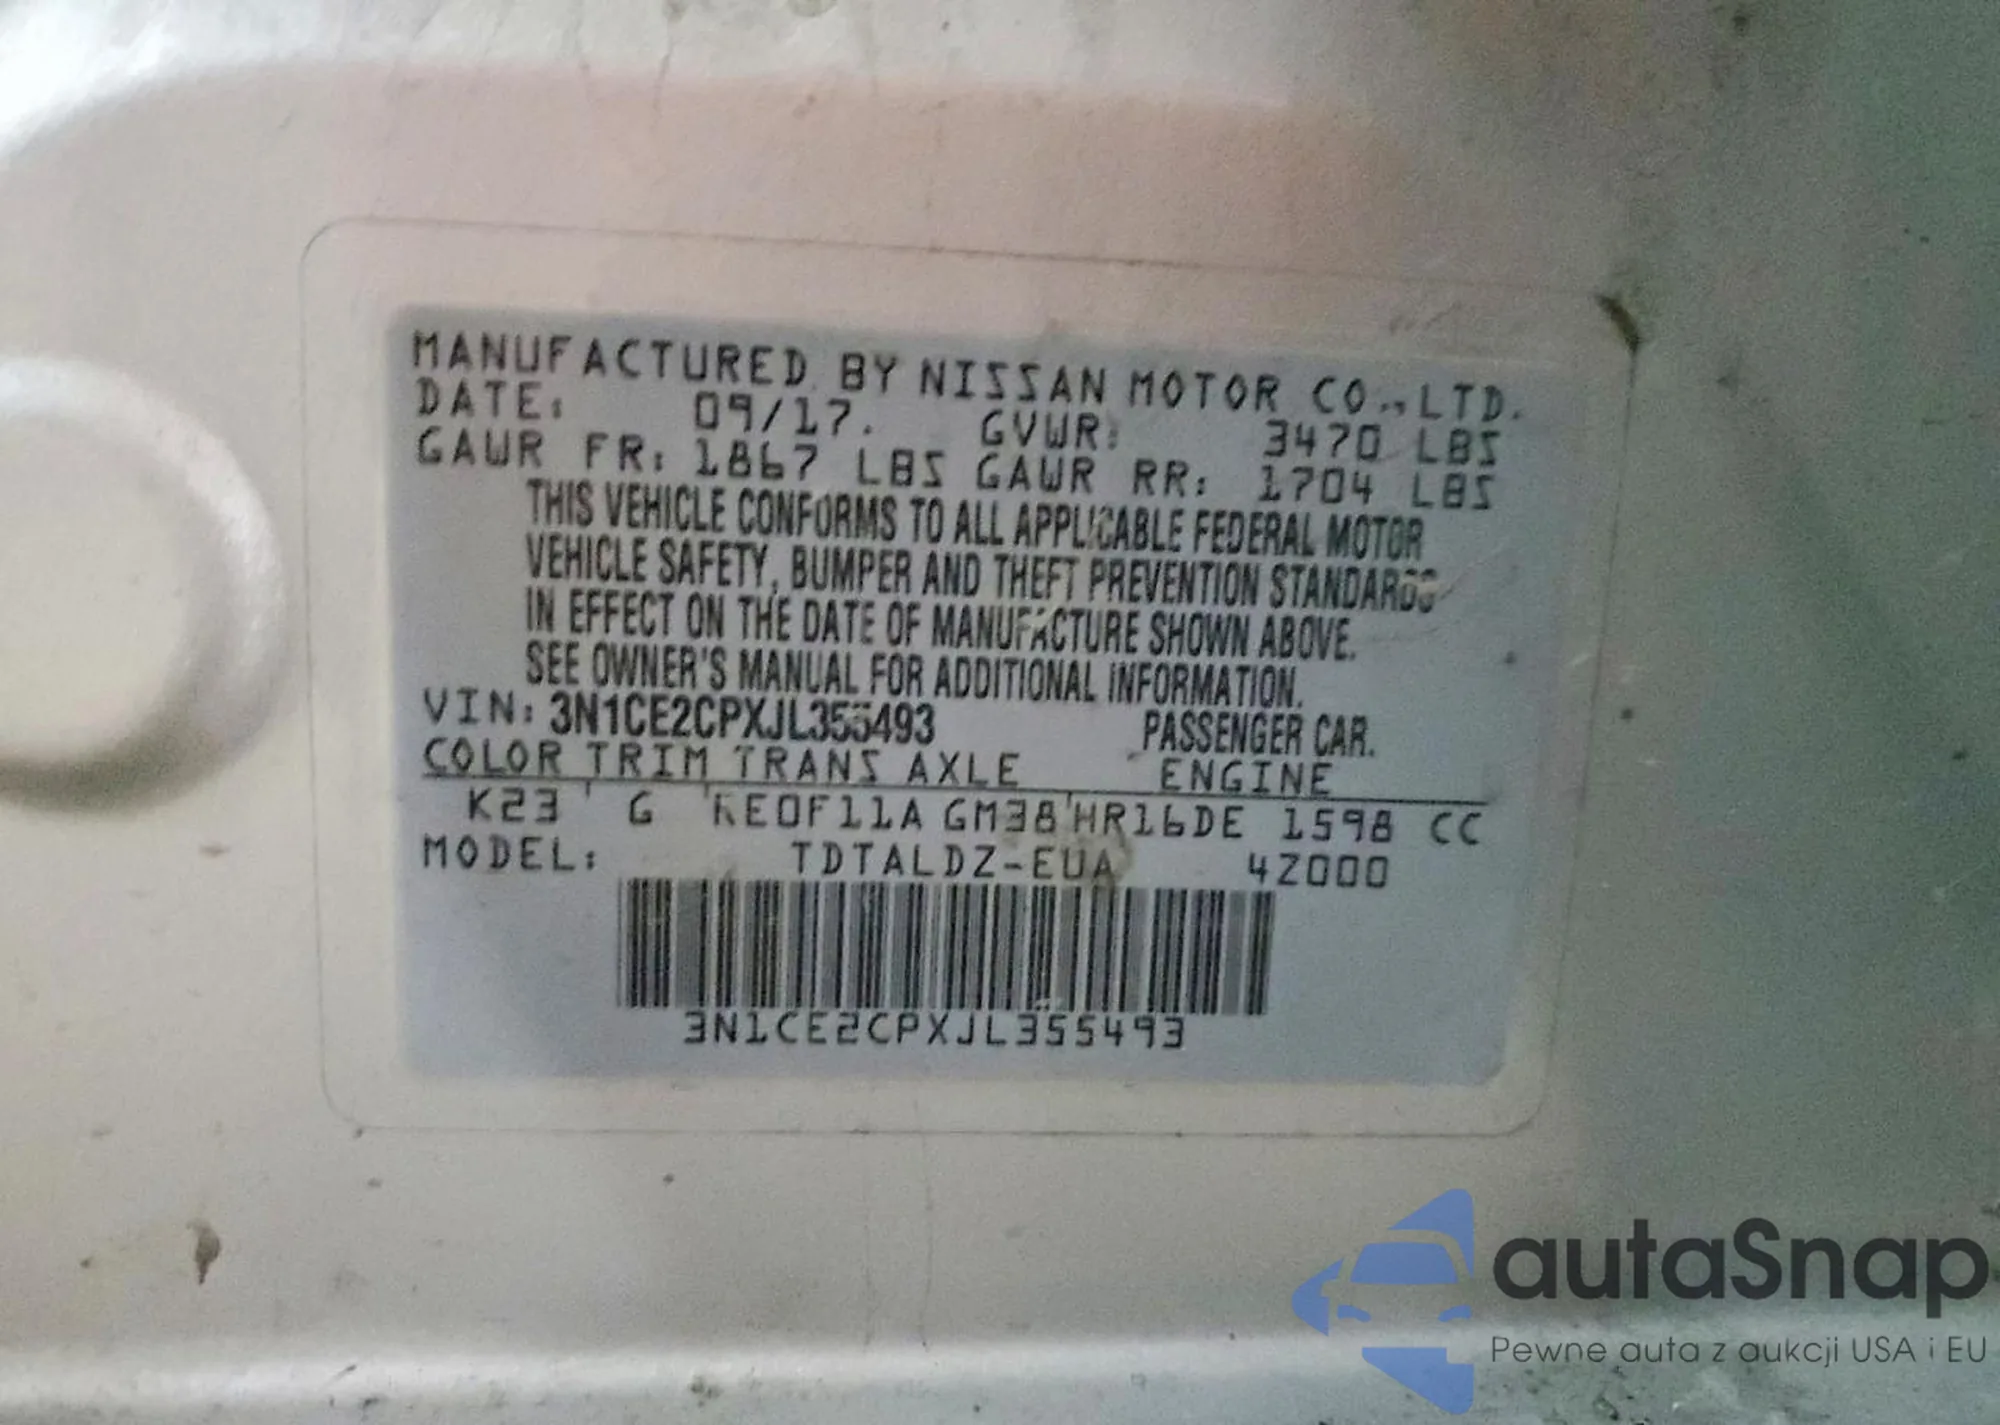 MANUFACTURED BY NISSAN MOTOR CO.,LTD.
DATE: 09/17. GVWR: 3470 LBS
GAWR FR: 1867 LBS GAWR RR: 1704 LBS
THIS VEHICLE CONFORMS TO ALL APPLICABLE FEDERAL MOTOR
VEHICLE SAFETY, BUMPER AND THEFT PREVENTION STANDARDS
IN EFFECT ON THE DATE OF MANUFACTURE SHOWN ABOVE.
SEE OWNER'S MANUAL FOR ADDITIONAL INFORMATION.
VIN: 3N1CE2CPXJL355493 PASSENGER CAR.
COLOR TRIM TRANS AXLE ENGINE
K23 G RE0F11A GM38 HR16DE 1598 CC
MODEL: TDTALDZ-EUA 4Z000
3N1CE2CPXJL355493
autaSnap
Pewne auta z aukcji USA i EU